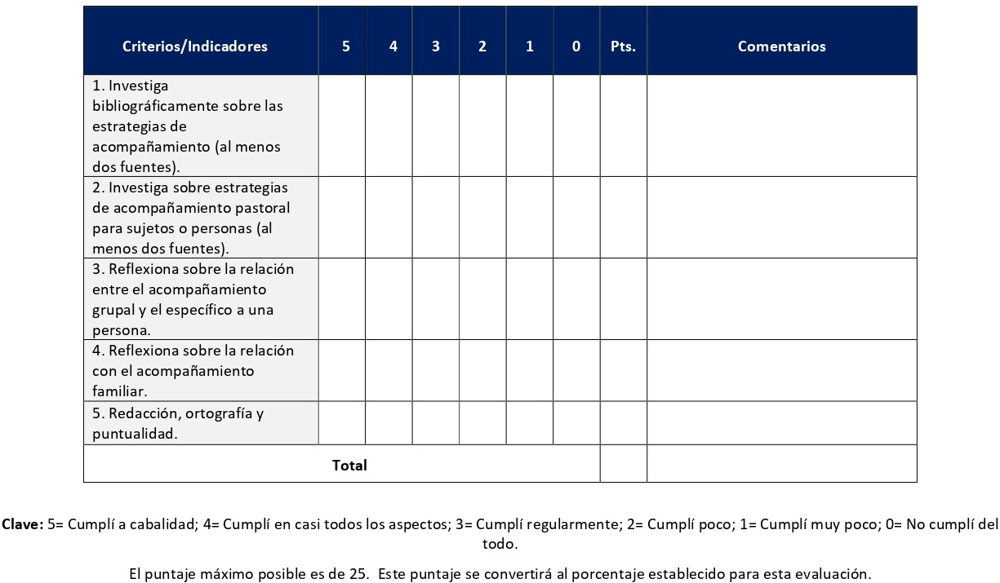 Criterios/Indicadores 5 4 3 2 1 0 Pts. Comentarios
1. Investiga
bibliográficamente sobre las
estrategias de
acompañamiento (al menos
dos fuentes).
2. Investiga sobre estrategias
de acompañamiento pastoral
para sujetos o personas (al
menos dos fuentes).
3. Reflexiona sobre la relación
entre el acompañamiento
grupal y el específico a una
persona.
4. Reflexiona sobre la relación
con el acompañamiento
familiar.
5. Redacción, ortografía y
puntualidad.
Total
Clave: 5= Cumplí a cabalidad; 4= Cumplí en casi todos los aspectos; 3= Cumplí regularmente; 2= Cumplí poco; 1= Cumplí muy poco; 0= No cumplí del
todo.
El puntaje máximo posible es de 25. Este puntaje se convertirá al porcentaje establecido para esta evaluación.